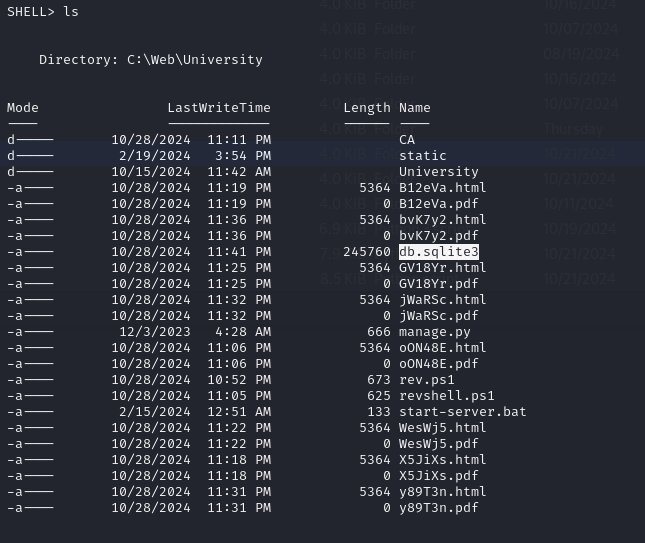 SHELL> ls
Directory: C:\Web\University
Mode LastWriteTime Length Name
d----- 10/28/2024 11:11 PM CA
d----- 2/19/2024 3:54 PM static
d----- 10/15/2024 11:42 AM University
-a---- 10/28/2024 11:19 PM 5364 B12eVa.html
-a---- 10/28/2024 11:19 PM 0 B12eVa.pdf
-a---- 10/28/2024 11:36 PM 5364 bvK7y2.html
-a---- 10/28/2024 11:36 PM 0 bvK7y2.pdf
-a---- 10/28/2024 11:41 PM 245760 db.sqlite3
-a---- 10/28/2024 11:25 PM 5364 GV18Yr.html
-a---- 10/28/2024 11:25 PM 0 GV18Yr.pdf
-a---- 10/28/2024 11:32 PM 5364 jWaRSc.html
-a---- 10/28/2024 11:32 PM 0 jWaRSc.pdf
-a---- 12/3/2023 4:28 AM 666 manage.py
-a---- 10/28/2024 11:06 PM 5364 oON48E.html
-a---- 10/28/2024 11:06 PM 0 oON48E.pdf
-a---- 10/28/2024 10:52 PM 673 rev.ps1
-a---- 10/28/2024 11:05 PM 625 revshell.ps1
-a---- 2/15/2024 12:51 AM 133 start-server.bat
-a---- 10/28/2024 11:22 PM 5364 WesWj5.html
-a---- 10/28/2024 11:22 PM 0 WesWj5.pdf
-a---- 10/28/2024 11:18 PM 5364 X5JiXs.html
-a---- 10/28/2024 11:18 PM 0 X5JiXs.pdf
-a---- 10/28/2024 11:31 PM 5364 y89T3n.html
-a---- 10/28/2024 11:31 PM 0 y89T3n.pdf